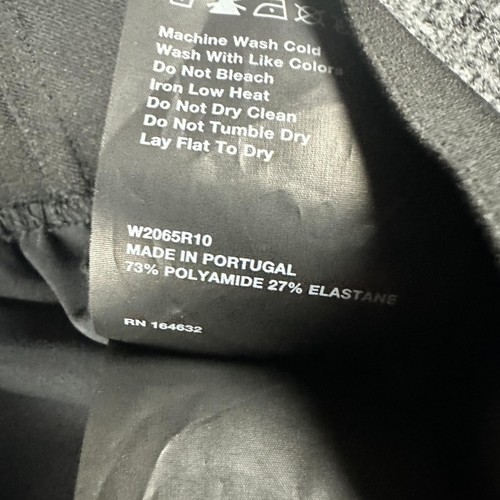 Machine Wash Cold
Wash With Like Colors
Do Not Bleach
Iron Low Heat
Do Not Dry Clean
Do Not Tumble Dry
Lay Flat To Dry
W2065R10
MADE IN PORTUGAL
73% POLYAMIDE 27% ELASTANE
RN 164632